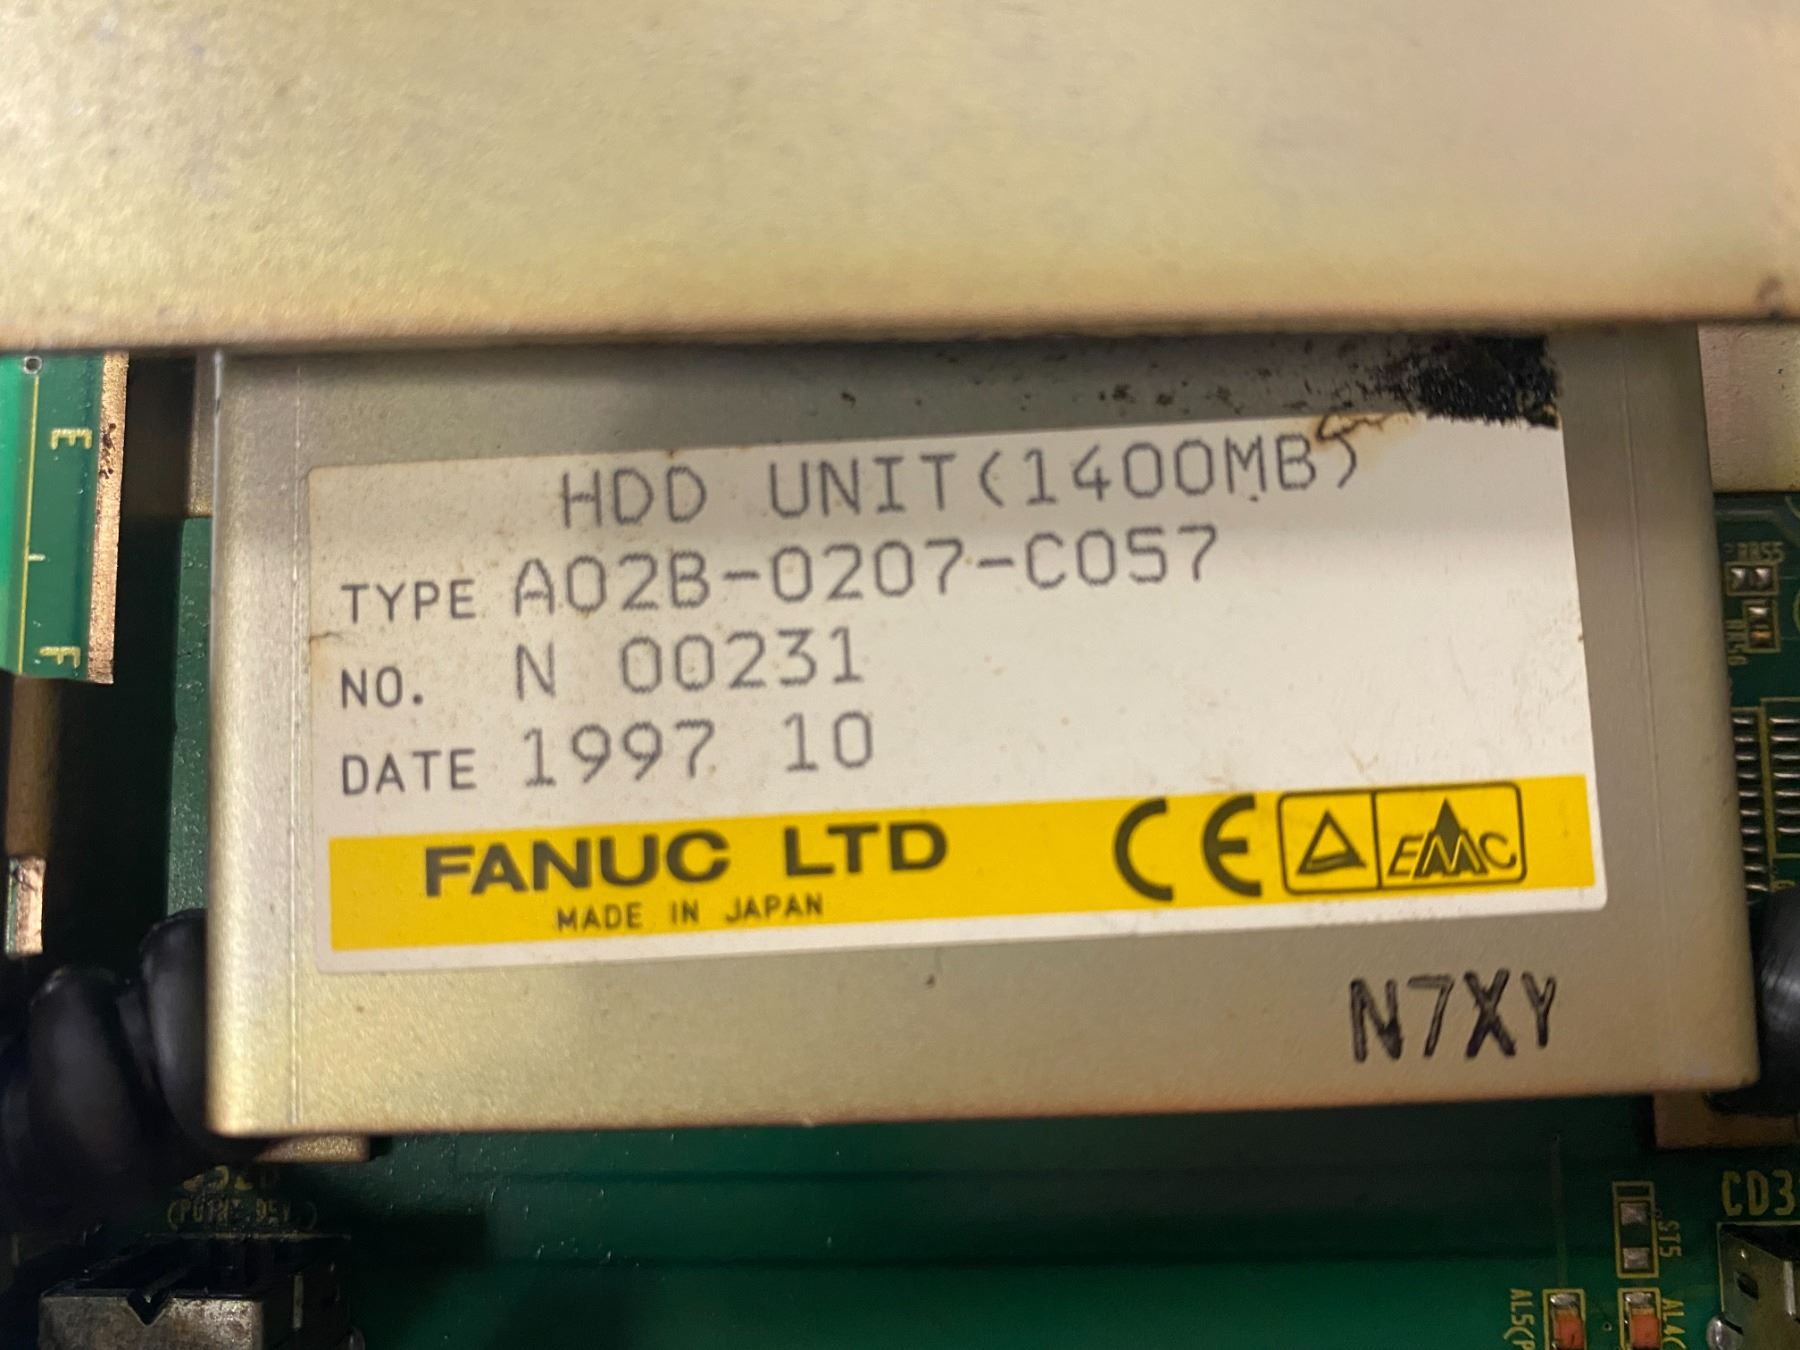 E
F
HDD UNIT(1400MB)
TYPE A02B-0207-C057
NO. N 00231
DATE 1997 10
FANUC LTD
MADE IN JAPAN
CE
EMC
N7XY
ST5